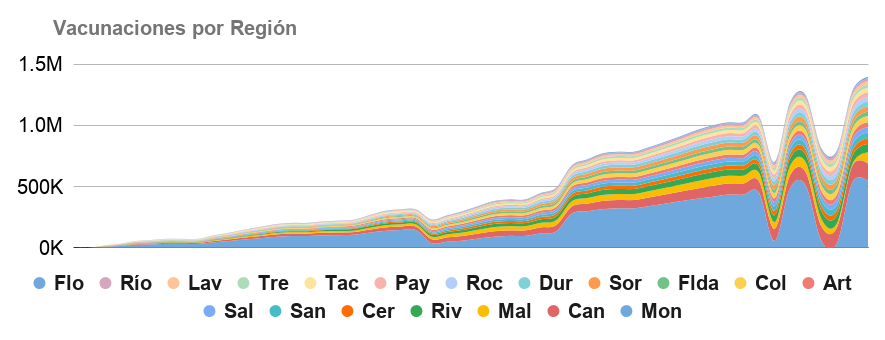 Vacunaciones por Región
1.5M
1.0M
500K
0K
Flo Río Lav Tre Tac Pay Roc Dur Sor Flda Col Art
Sal San Cer Riv Mal Can Mon